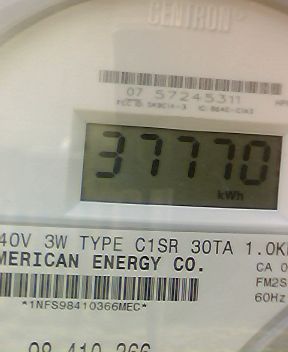 CENTRON®
07 57245311
37770
kWh
40V 3W TYPE C1SR 30TA 1.0K
MERICAN ENERGY CO.
CA 0
FM2S
60Hz
*1NFS98410366MEC*
98 410 366